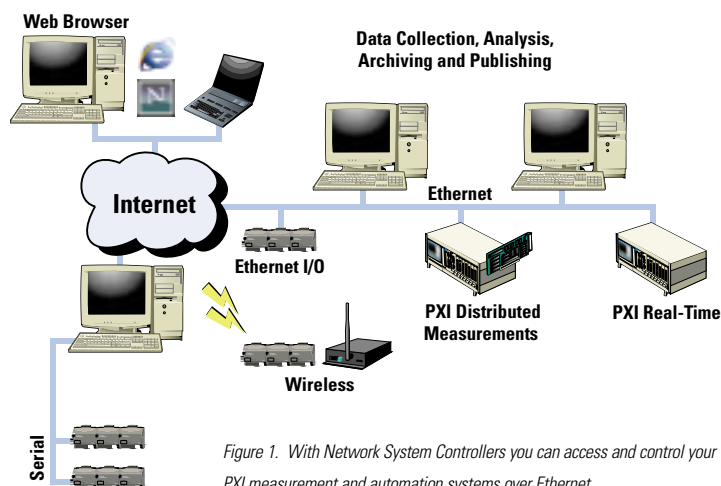 Web Browser
Data Collection, Analysis,
Archiving and Publishing
N
Internet
Ethernet
Ethernet I/O
PXI Distributed
Measurements
PXI Real-Time
Wireless
Serial
Figure 1. With Network System Controllers you can access and control your
PXI measurement and automation systems over Ethernet.